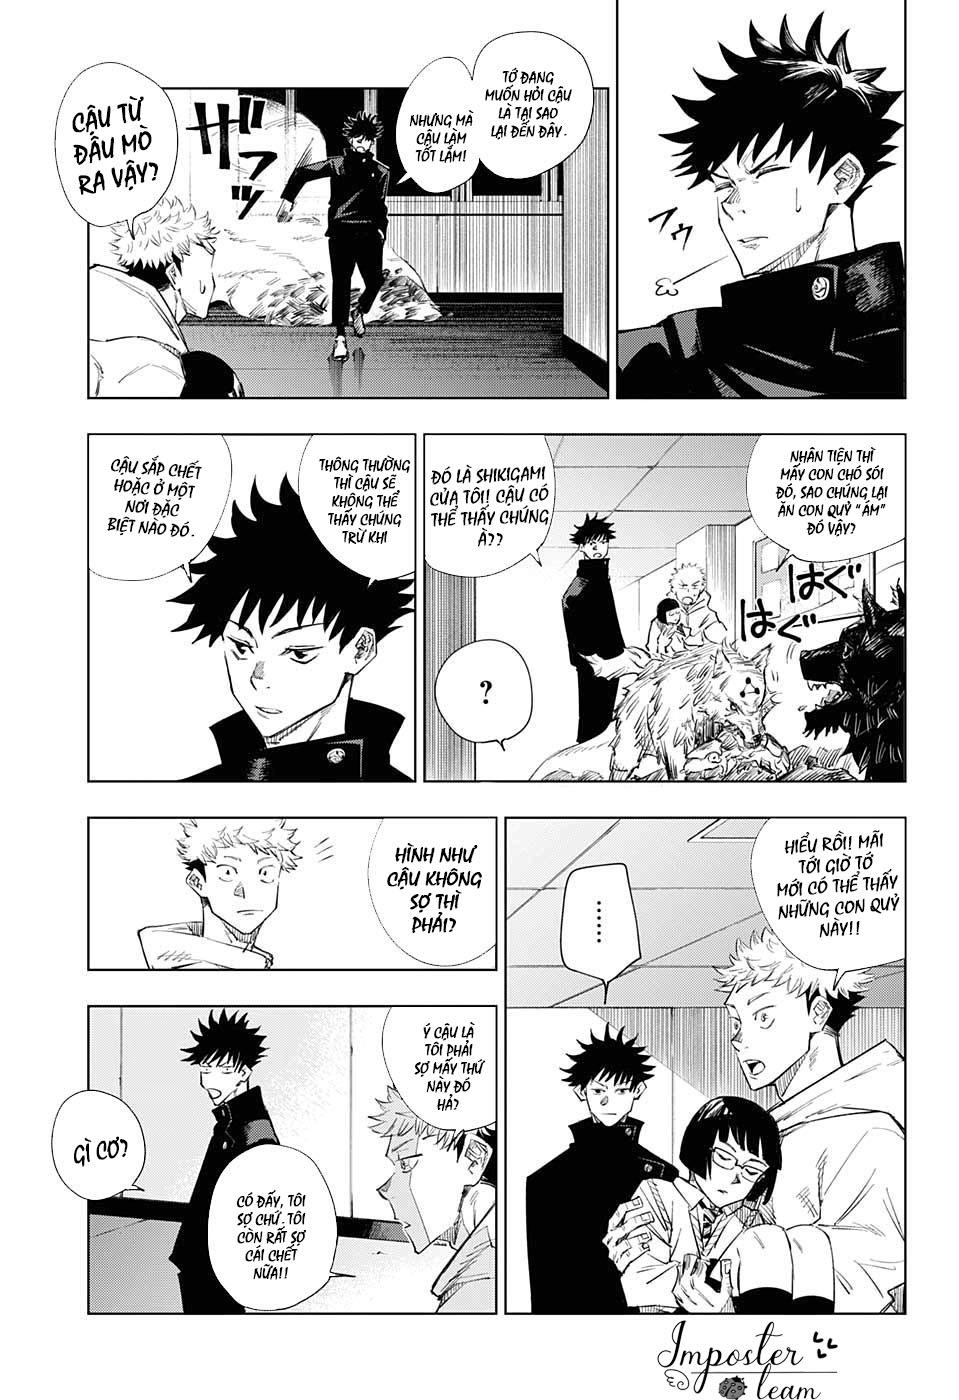 フゥ
TỚ ĐANG
MUỐN HỎI CẬU
LÀ TẠI SAO
LẠI ĐẾN ĐÂY.
NHƯNG MÀ
CẬU LÀM
TỐT LẮM!
ザッ
ザッ
CẬU TỪ
ĐÂU MÒ
RA VẬY?
NHÂN TIỆN THÌ
MẤY CON CHÓ SÓI
ĐÓ, SAO CHÚNG LẠI
ĂN CON QUỶ “ÁM”
ĐÓ VẬY?
はぐ
はぐ
ĐÓ LÀ SHIKIGAMI
CỦA TÔI!! CẬU CÓ
THỂ THẤY CHÚNG
À??
?
THÔNG THƯỜNG
THÌ CẬU SẼ
KHÔNG THỂ
THẤY CHÚNG
TRỪ KHI
CẬU SẮP CHẾT
HOẶC Ở MỘT
NƠI ĐẶC
BIỆT NÀO ĐÓ.
HIỂU RỒI!! MÃI
TỚI GIỜ TỚ
MỚI CÓ THỂ THẤY
NHỮNG CON QUỶ
NÀY!!
......
HÌNH NHƯ
CẬU KHÔNG
SỢ THÌ
PHẢI?
Ý CẬU LÀ
TÔI PHẢI
SỢ MẤY THỨ
NÀY ĐÓ
HẢ?
CÓ ĐẤY, TÔI
SỢ CHỨ. TÔI
CÒN RẤT SỢ
CÁI CHẾT
NỮA!!
GÌ CƠ?
Imposter
team